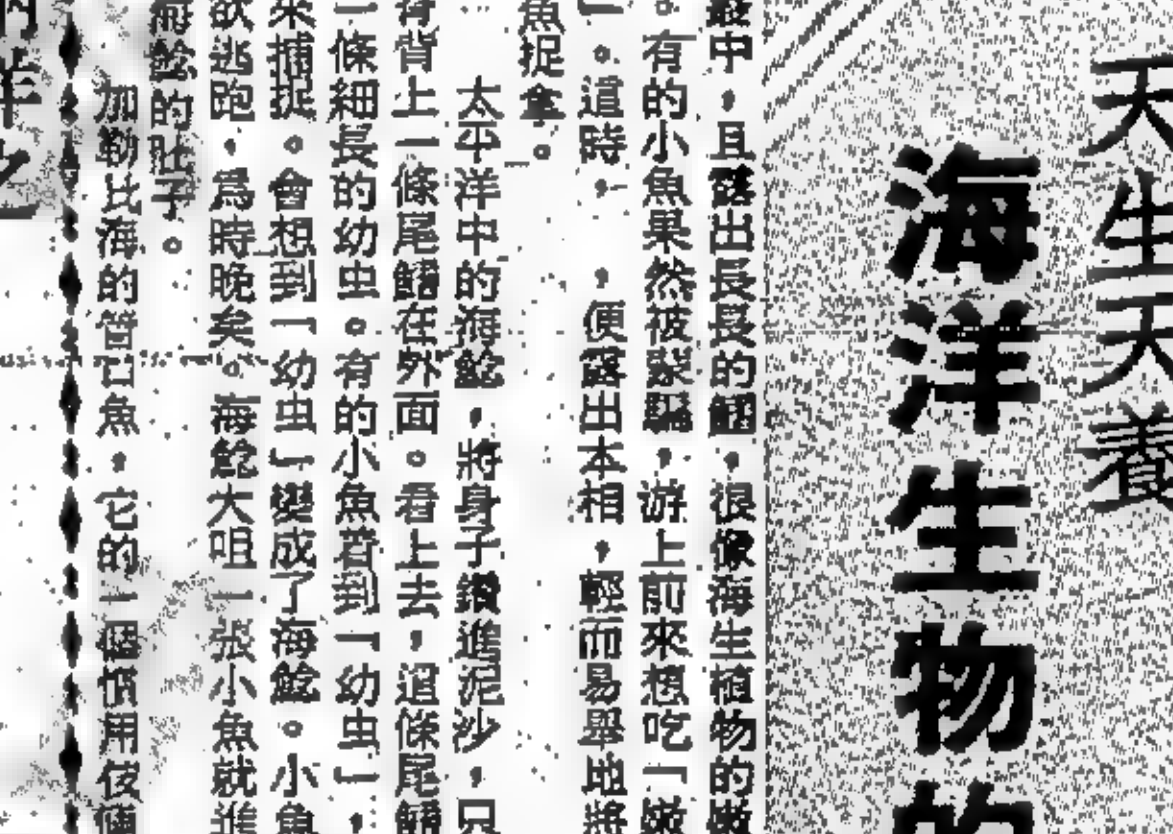 天生天養
海洋生物的
中,且露出長長的鰭,很像海生植物的嫩
。有的小魚果然被欺騙,游上前來想吃「嫩
」。這時,便露出本相,輕而易舉地將
魚捉拿。
太平洋中的海鯰,將身子鑽進泥沙,只
背上一條尾鰭在外面。看上去,這條尾鰭
一條細長的幼虫。有的小魚看到「幼虫」,
來捕捉。會想到「幼虫」變成了海鯰。小魚
欲逃跑,爲時晚矣。海鯰大咀一張小魚就進
海鯰的肚子。
加勒比海的管口魚,它的一個慣用伎倆